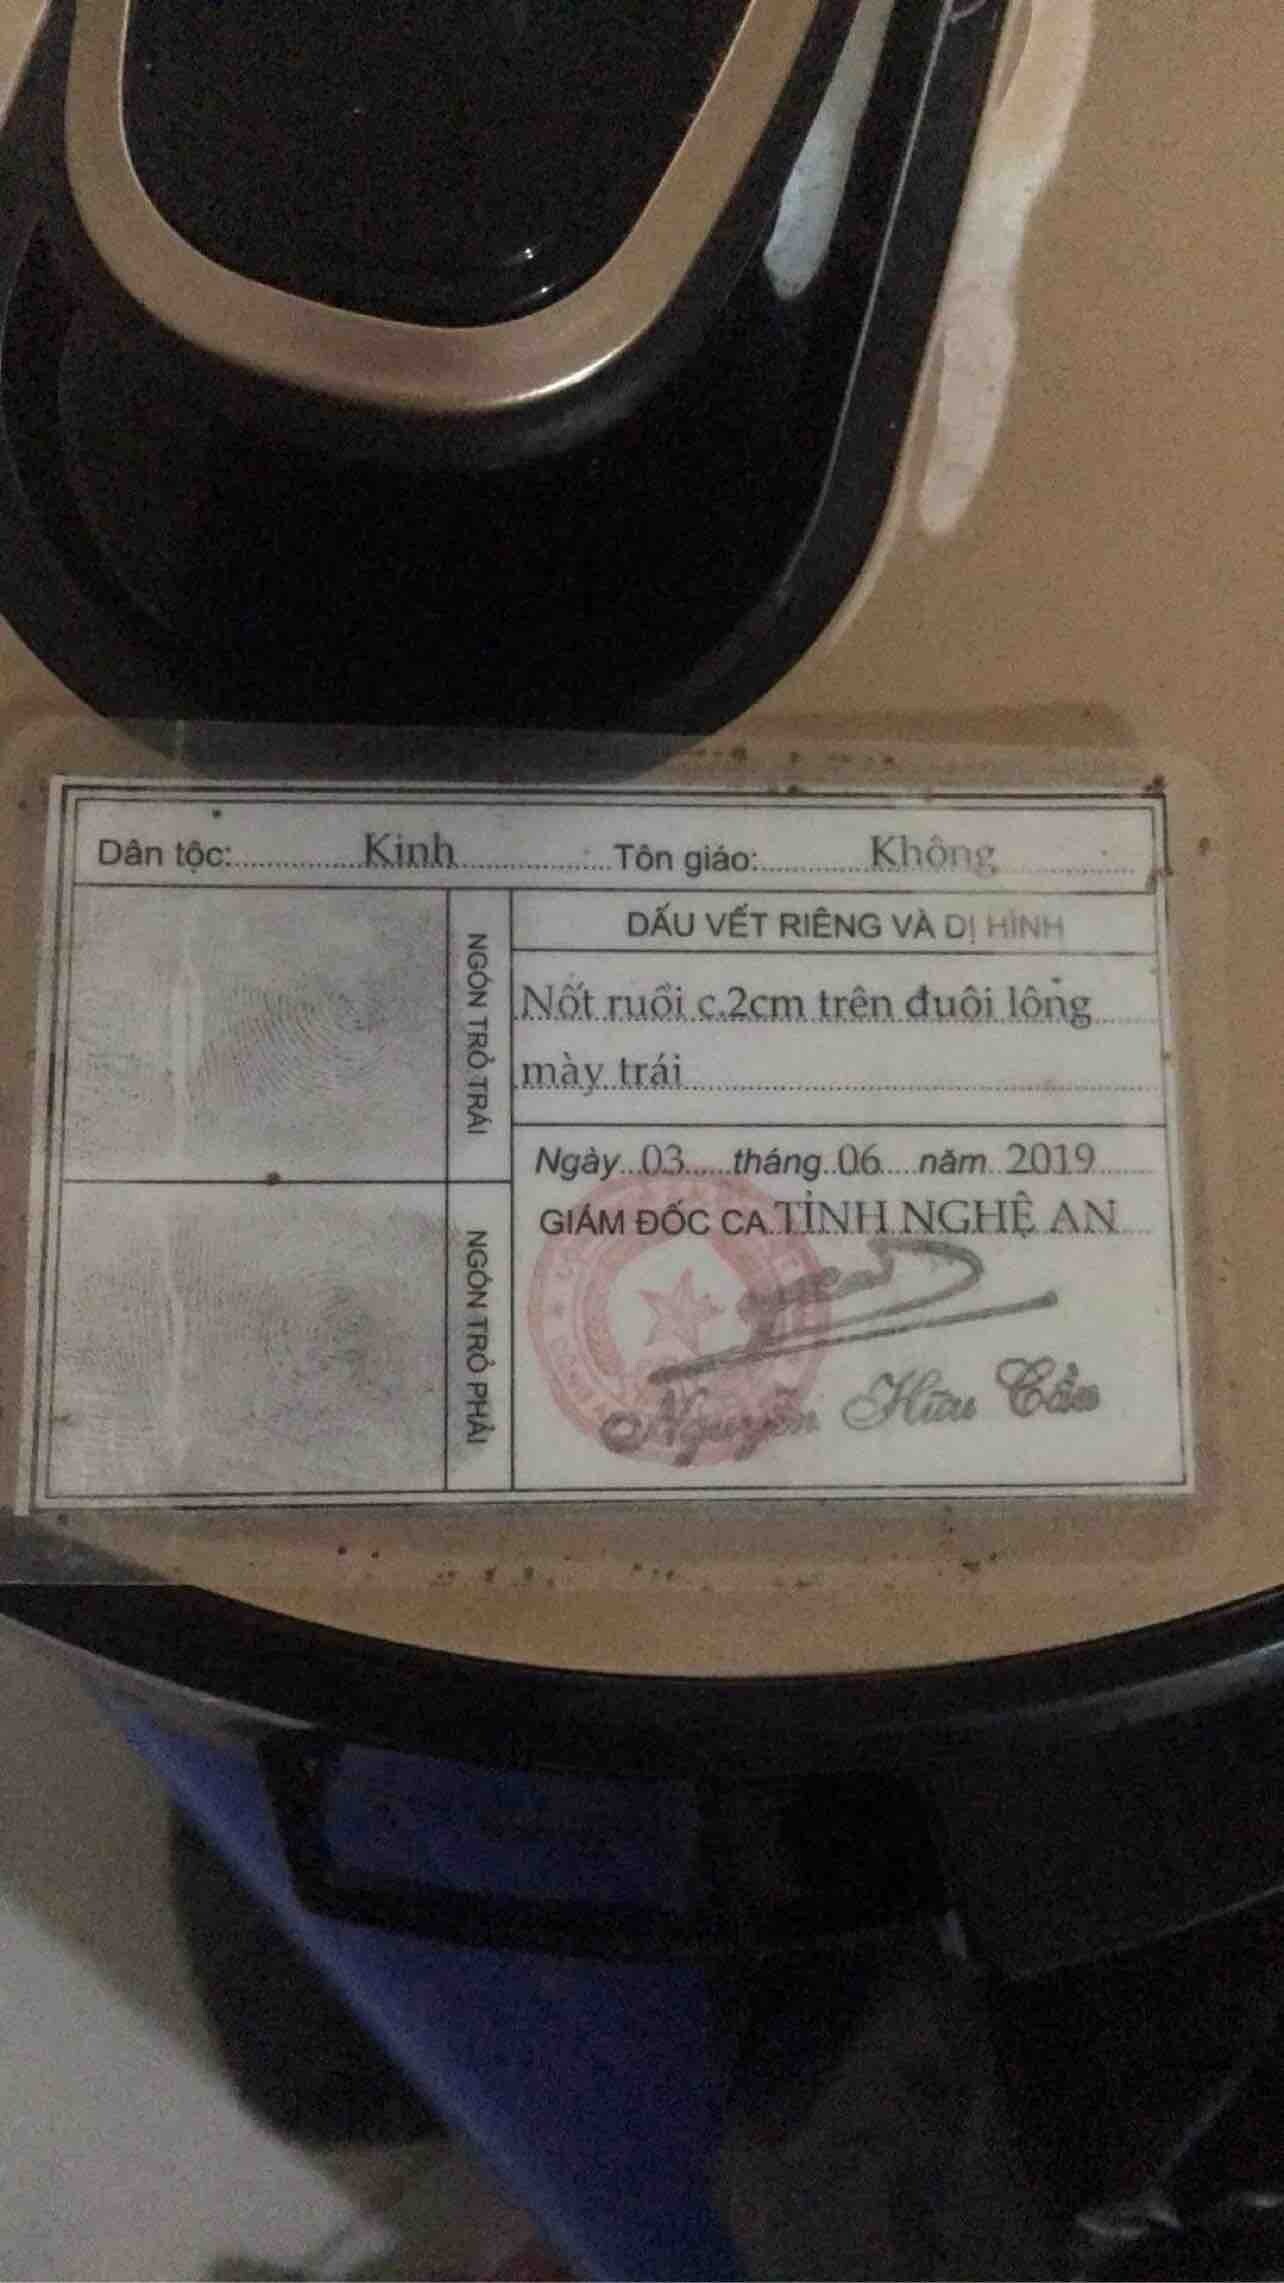 Dân tộc: Kinh Tôn giáo: Không
NGÓN TRỎ TRÁI
DẤU VẾT RIÊNG VÀ DỊ HÌNH
Nốt ruồi c.2cm trên đuôi lông
mày trái
Ngày 03 tháng 06 năm 2019
GIÁM ĐỐC CA TỈNH NGHỆ AN
NGÓN TRỎ PHẢI
Nguyễn Hữu Cầu